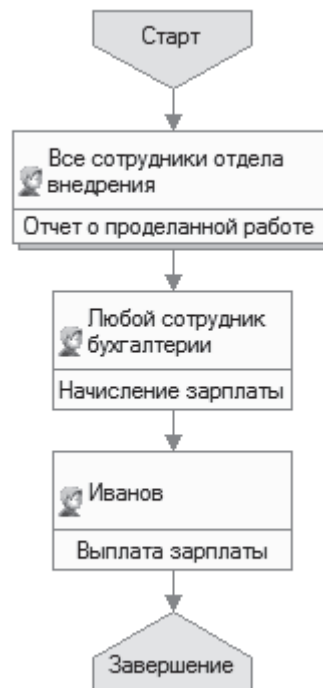 Старт
Все сотрудники отдела
внедрения
Отчет о проделанной работе
Любой сотрудник
бухгалтерии
Начисление зарплаты
Иванов
Выплата зарплаты
Завершение